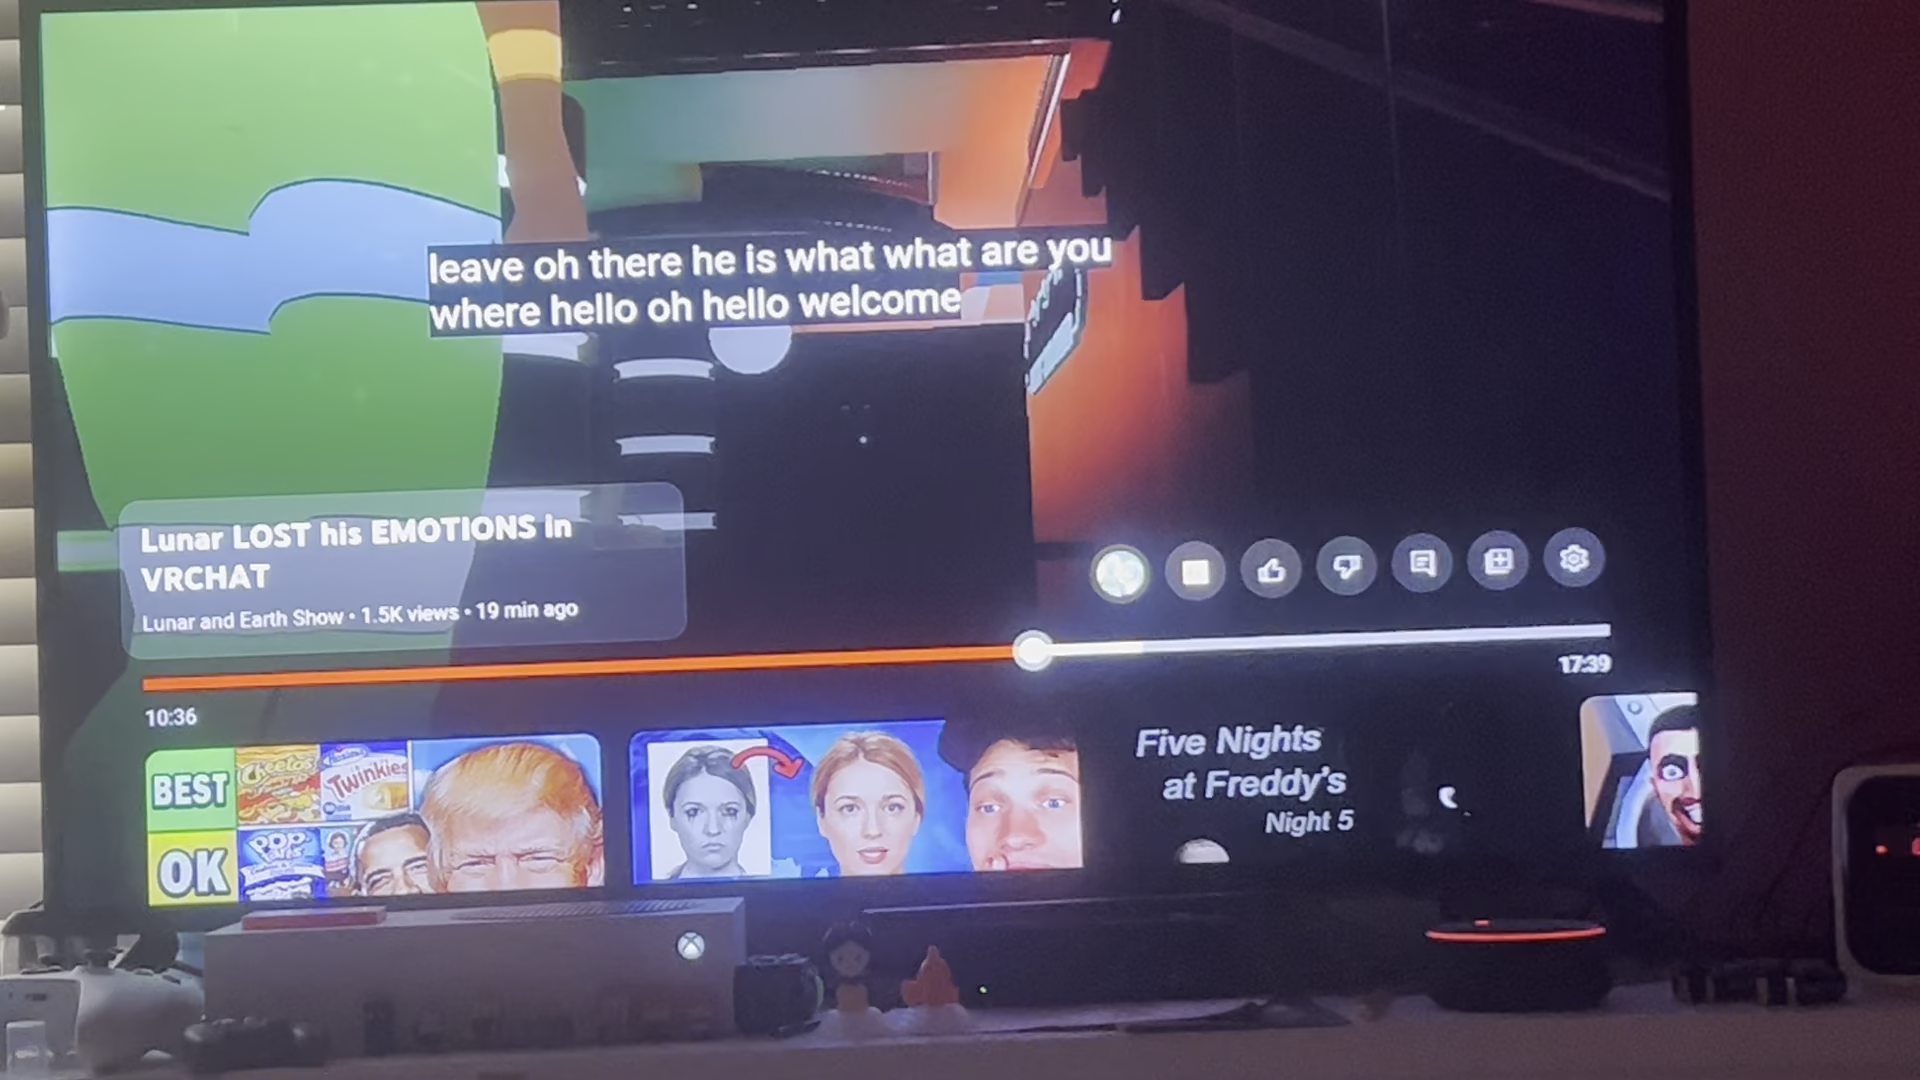 leave oh there he is what what are you
where hello oh hello welcome
Lunar LOST his EMOTIONS in
VRCHAT
Lunar and Earth Show • 1.5K views • 19 min ago
17:39
10:36
BEST
Cheetos
Twinkies
OK
POP
Five Nights
at Freddy's
Night 5